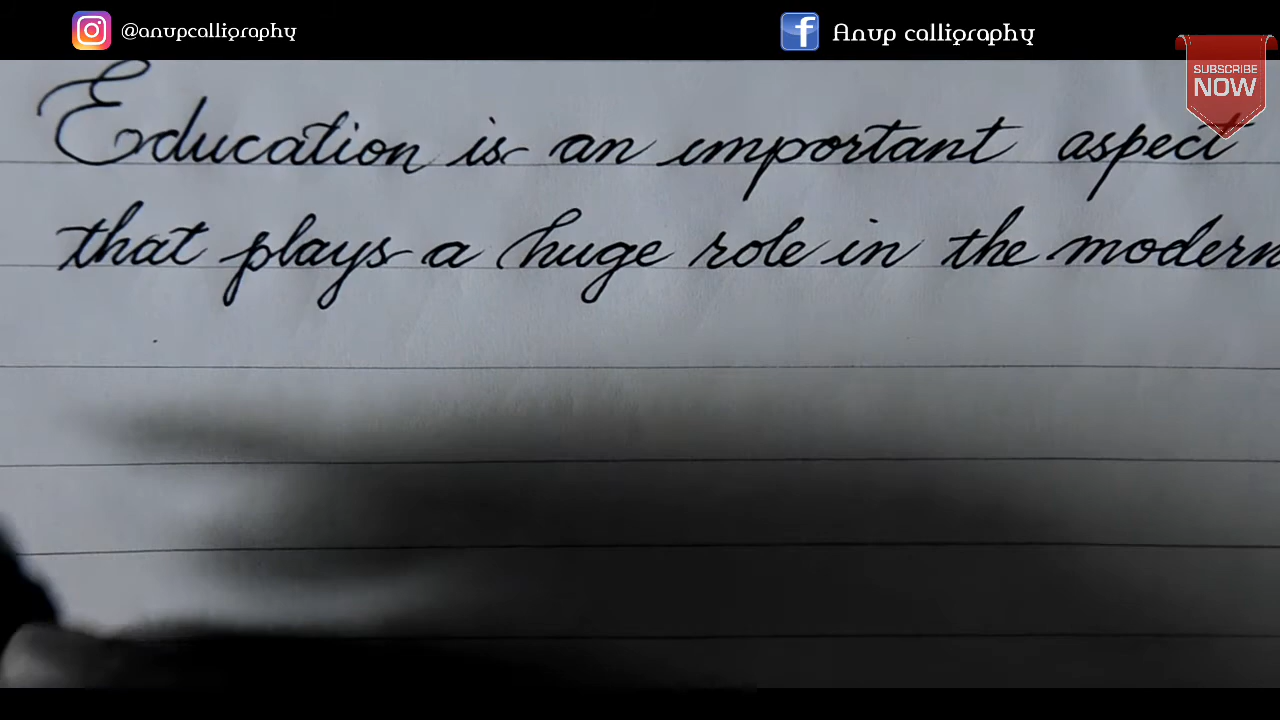 @anupcalligraphy
Anup calligraphy
SUBSCRIBE
NOW
Education is an important aspect
that plays a huge role in the modern